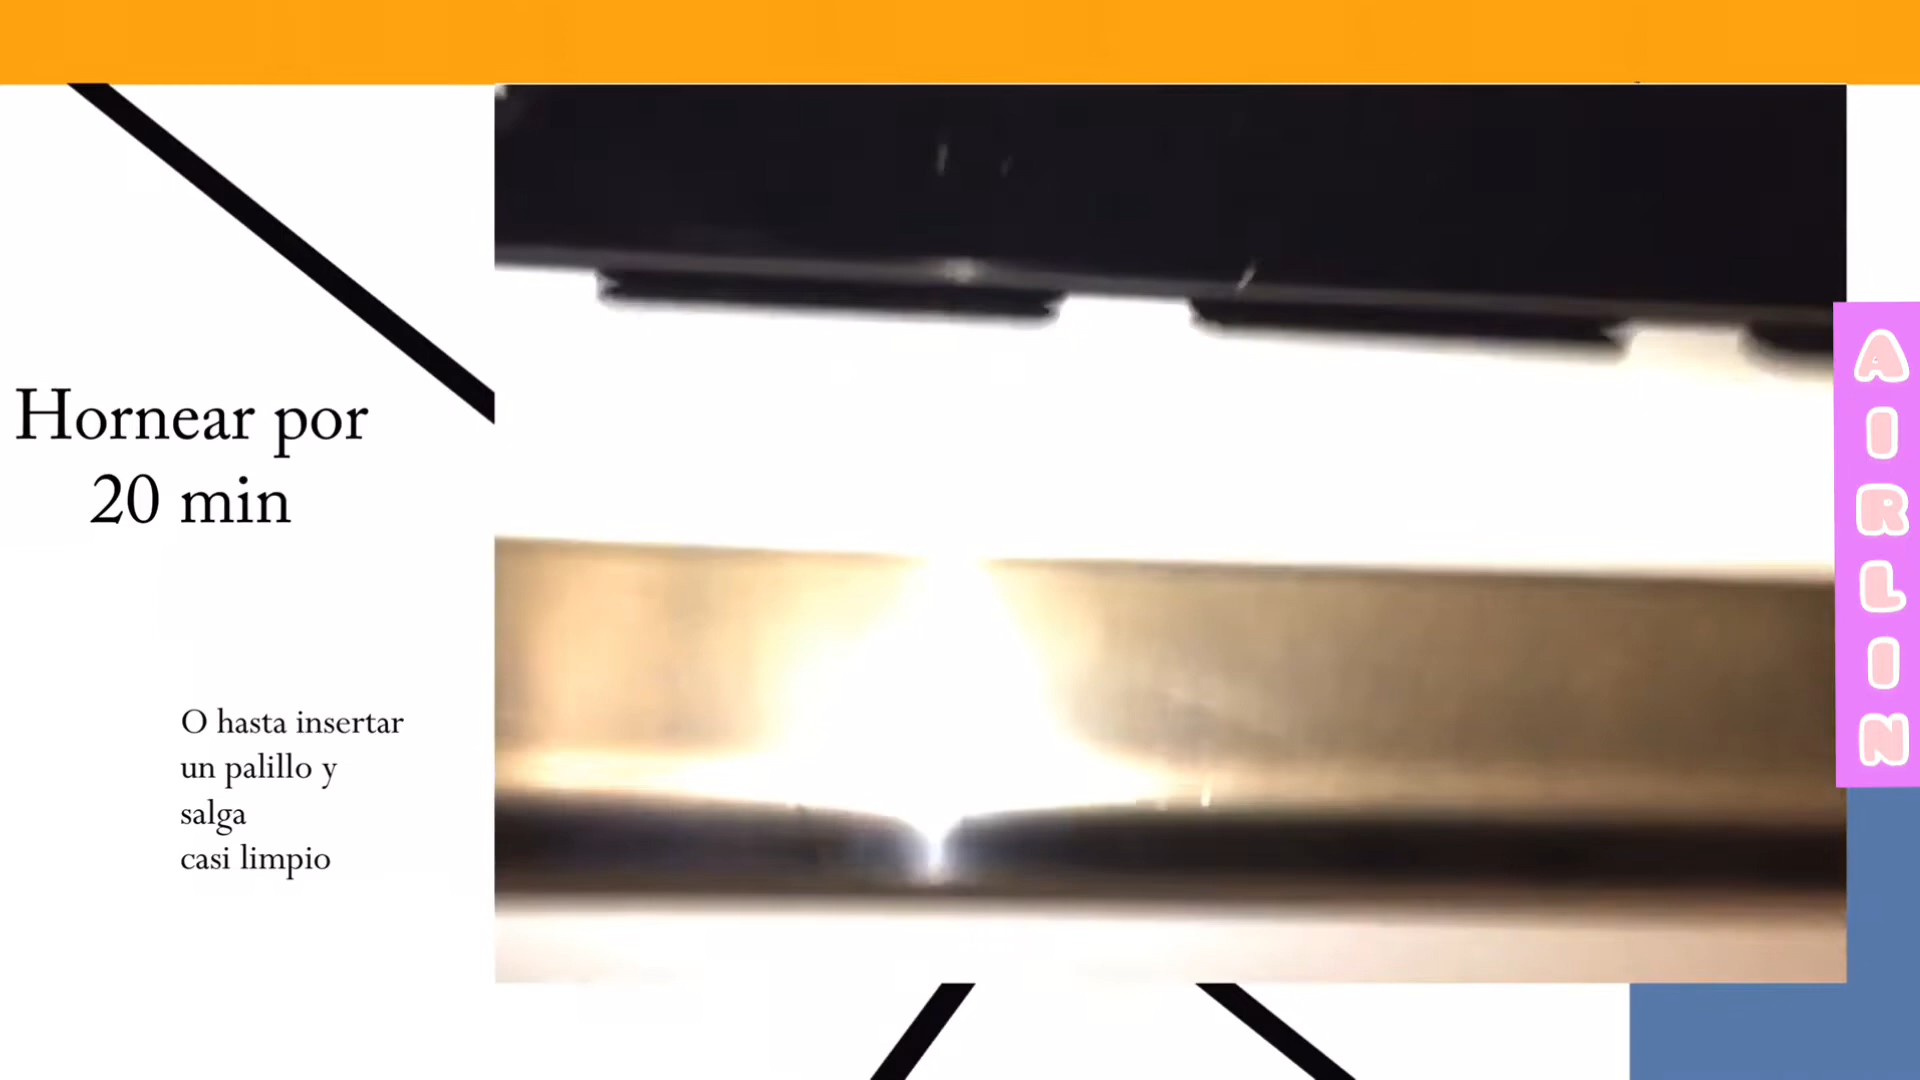 Hornear por
20 min
O hasta insertar
un palillo y
salga
casi limpio
AIRLIN